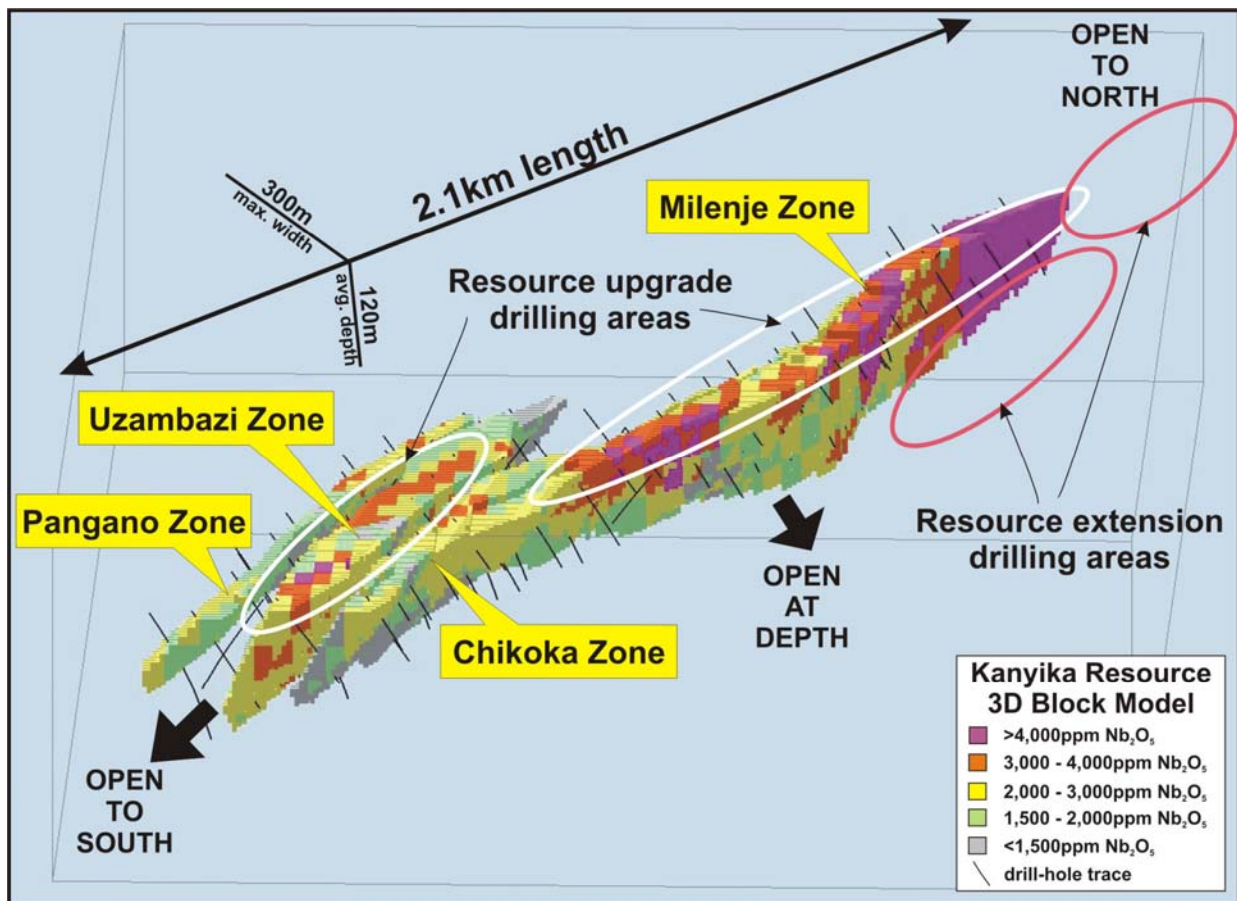 OPEN
TO
NORTH
2.1km length
300m
max. width
120m
avg. depth
Milenje Zone
Resource upgrade
drilling areas
Uzambazi Zone
Pangano Zone
Resource extension
drilling areas
OPEN
AT
DEPTH
Chikoka Zone
OPEN
TO
SOUTH
Kanyika Resource
3D Block Model
>4,000ppm Nb₂O₅
3,000 - 4,000ppm Nb₂O₅
2,000 - 3,000ppm Nb₂O₅
1,500 - 2,000ppm Nb₂O₅
<1,500ppm Nb₂O₅
drill-hole trace